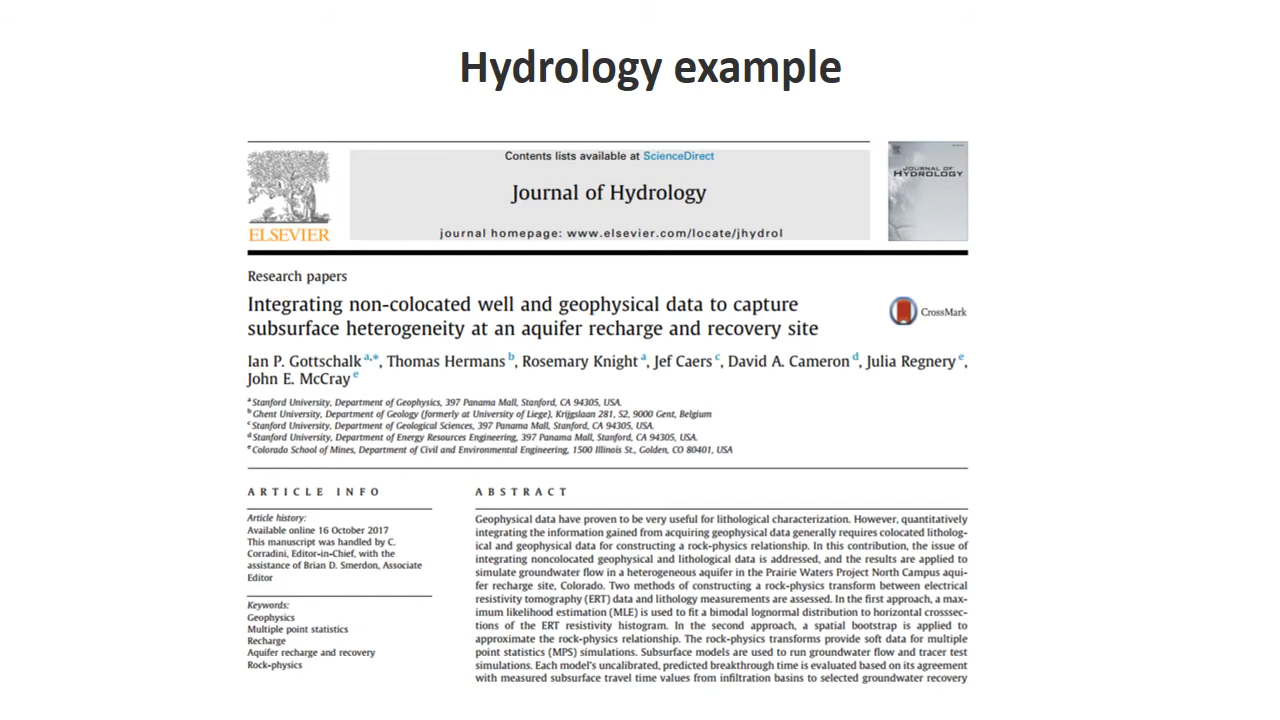 Hydrology example
Contents lists available at ScienceDirect
Journal of Hydrology
journal homepage: www.elsevier.com/locate/jhydrol
ELSEVIER
JOURNAL OF
HYDROLOGY
Research papers
Integrating non-colocated well and geophysical data to capture
subsurface heterogeneity at an aquifer recharge and recovery site
CrossMark
Ian P. Gottschalk a,*, Thomas Hermans b, Rosemary Knight a, Jef Caers c, David A. Cameron d, Julia Regnery e,
John E. McCray e
a Stanford University, Department of Geophysics, 397 Panama Mall, Stanford, CA 94305, USA.
b Ghent University, Department of Geology (formerly at University of Liege), Krijgslaan 281, S2, 9000 Gent, Belgium
c Stanford University, Department of Geological Sciences, 397 Panama Mall, Stanford, CA 94305, USA.
d Stanford University, Department of Energy Resources Engineering, 397 Panama Mall, Stanford, CA 94305, USA.
e Colorado School of Mines, Department of Civil and Environmental Engineering, 1500 Illinois St., Golden, CO 80401, USA
ARTICLE INFO
Article history:
Available online 16 October 2017
This manuscript was handled by C.
Corradini, Editor-in-Chief, with the
assistance of Brian D. Smerdon, Associate
Editor
Keywords:
Geophysics
Multiple point statistics
Recharge
Aquifer recharge and recovery
Rock-physics
ABSTRACT
Geophysical data have proven to be very useful for lithological characterization. However, quantitatively
integrating the information gained from acquiring geophysical data generally requires colocated litholog-
ical and geophysical data for constructing a rock-physics relationship. In this contribution, the issue of
integrating noncolocated geophysical and lithological data is addressed, and the results are applied to
simulate groundwater flow in a heterogeneous aquifer in the Prairie Waters Project North Campus aqui-
fer recharge site, Colorado. Two methods of constructing a rock-physics transform between electrical
resistivity tomography (ERT) data and lithology measurements are assessed. In the first approach, a max-
imum likelihood estimation (MLE) is used to fit a bimodal lognormal distribution to horizontal crosssec-
tions of the ERT resistivity histogram. In the second approach, a spatial bootstrap is applied to
approximate the rock-physics relationship. The rock-physics transforms provide soft data for multiple
point statistics (MPS) simulations. Subsurface models are used to run groundwater flow and tracer test
simulations. Each model's uncalibrated, predicted breakthrough time is evaluated based on its agreement
with measured subsurface travel time values from infiltration basins to selected groundwater recovery